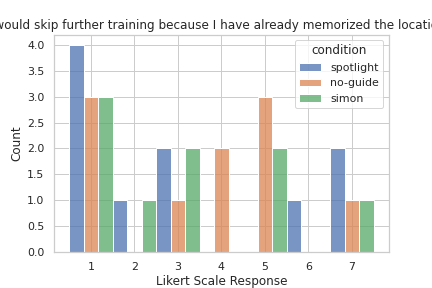 would skip further training because I have already memorized the locati
condition
spotlight
no-guide
simon
4.0
3.5
3.0
2.5
2.0
1.5
1.0
0.5
0.0
Count
1 2 3 4 5 6 7
Likert Scale Response